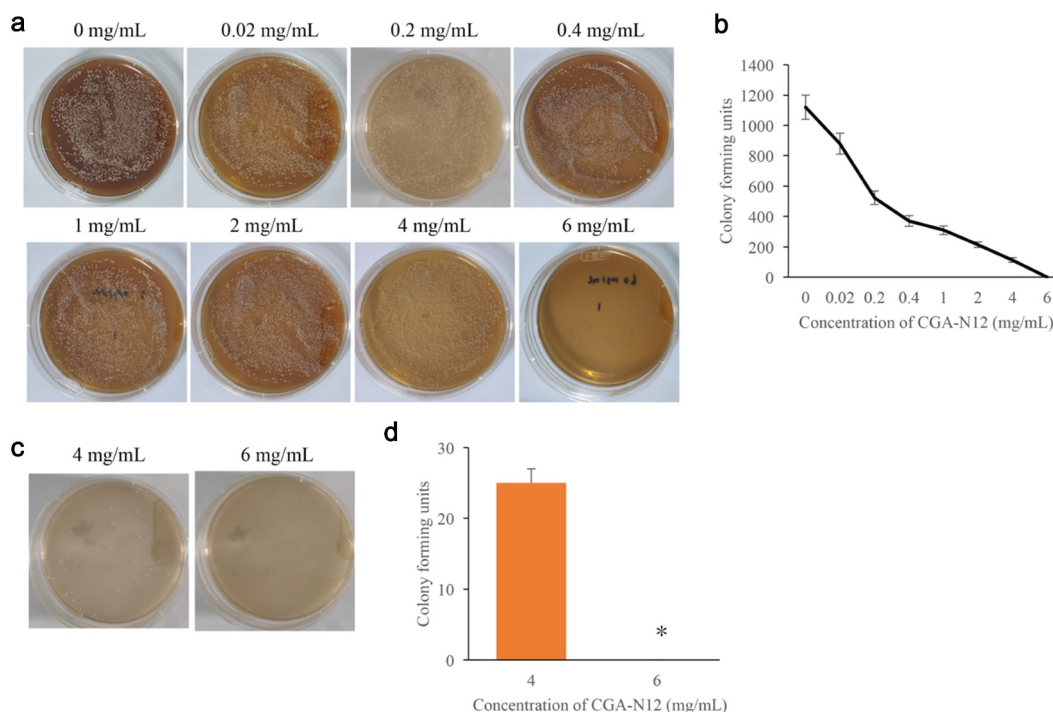 a
0 mg/mL 0.02 mg/mL 0.2 mg/mL 0.4 mg/mL
1 mg/mL 2 mg/mL 4 mg/mL 6 mg/mL
b
1400
1200
1000
800
600
400
200
0
Colony forming units
0 0.02 0.2 0.4 1 2 4 6
Concentration of CGA-N12 (mg/mL)
c
4 mg/mL 6 mg/mL
d
30
20
10
0
Colony forming units
*
4 6
Concentration of CGA-N12 (mg/mL)